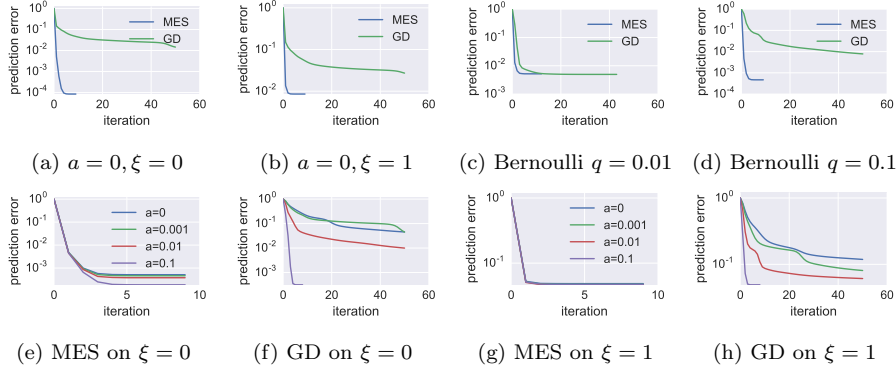 prediction error
10^0
10^-1
10^-2
10^-3
10^-4
0 20 40 60
iteration
MES
GD
(a) a = 0, ξ = 0
prediction error
10^0
10^-1
10^-2
0 20 40 60
iteration
MES
GD
(b) a = 0, ξ = 1
prediction error
10^0
10^-1
10^-2
10^-3
0 20 40 60
iteration
MES
GD
(c) Bernoulli q = 0.01
prediction error
10^0
10^-1
10^-2
10^-3
10^-4
0 20 40 60
iteration
MES
GD
(d) Bernoulli q = 0.1
prediction error
10^0
10^-1
10^-2
10^-3
0 5 10
iteration
a=0
a=0.001
a=0.01
a=0.1
(e) MES on ξ = 0
prediction error
10^0
10^-1
10^-2
10^-3
0 20 40 60
iteration
(f) GD on ξ = 0
prediction error
10^0
10^-1
0 5 10
iteration
a=0
a=0.001
a=0.01
a=0.1
(g) MES on ξ = 1
prediction error
10^0
10^-1
0 20 40 60
iteration
a=0
a=0.001
a=0.01
a=0.1
(h) GD on ξ = 1